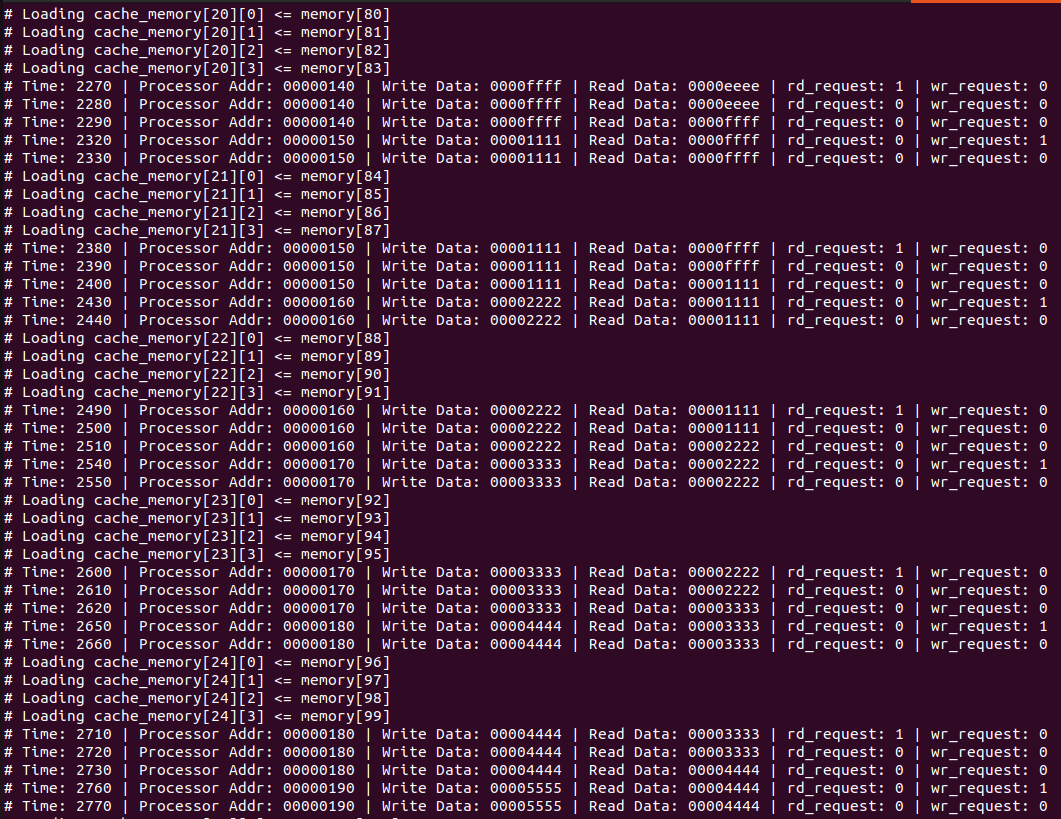 # Loading cache_memory[20][0] <= memory[80]
# Loading cache_memory[20][1] <= memory[81]
# Loading cache_memory[20][2] <= memory[82]
# Loading cache_memory[20][3] <= memory[83]
# Time: 2270 | Processor Addr: 00000140 | Write Data: 0000ffff | Read Data: 0000eeee | rd_request: 1 | wr_request: 0
# Time: 2280 | Processor Addr: 00000140 | Write Data: 0000ffff | Read Data: 0000eeee | rd_request: 0 | wr_request: 0
# Time: 2290 | Processor Addr: 00000140 | Write Data: 0000ffff | Read Data: 0000ffff | rd_request: 0 | wr_request: 0
# Time: 2320 | Processor Addr: 00000150 | Write Data: 00001111 | Read Data: 0000ffff | rd_request: 0 | wr_request: 1
# Time: 2330 | Processor Addr: 00000150 | Write Data: 00001111 | Read Data: 0000ffff | rd_request: 0 | wr_request: 0
# Loading cache_memory[21][0] <= memory[84]
# Loading cache_memory[21][1] <= memory[85]
# Loading cache_memory[21][2] <= memory[86]
# Loading cache_memory[21][3] <= memory[87]
# Time: 2380 | Processor Addr: 00000150 | Write Data: 00001111 | Read Data: 0000ffff | rd_request: 1 | wr_request: 0
# Time: 2390 | Processor Addr: 00000150 | Write Data: 00001111 | Read Data: 0000ffff | rd_request: 0 | wr_request: 0
# Time: 2400 | Processor Addr: 00000150 | Write Data: 00001111 | Read Data: 00001111 | rd_request: 0 | wr_request: 0
# Time: 2430 | Processor Addr: 00000160 | Write Data: 00002222 | Read Data: 00001111 | rd_request: 0 | wr_request: 1
# Time: 2440 | Processor Addr: 00000160 | Write Data: 00002222 | Read Data: 00001111 | rd_request: 0 | wr_request: 0
# Loading cache_memory[22][0] <= memory[88]
# Loading cache_memory[22][1] <= memory[89]
# Loading cache_memory[22][2] <= memory[90]
# Loading cache_memory[22][3] <= memory[91]
# Time: 2490 | Processor Addr: 00000160 | Write Data: 00002222 | Read Data: 00001111 | rd_request: 1 | wr_request: 0
# Time: 2500 | Processor Addr: 00000160 | Write Data: 00002222 | Read Data: 00001111 | rd_request: 0 | wr_request: 0
# Time: 2510 | Processor Addr: 00000160 | Write Data: 00002222 | Read Data: 00002222 | rd_request: 0 | wr_request: 0
# Time: 2540 | Processor Addr: 00000170 | Write Data: 00003333 | Read Data: 00002222 | rd_request: 0 | wr_request: 1
# Time: 2550 | Processor Addr: 00000170 | Write Data: 00003333 | Read Data: 00002222 | rd_request: 0 | wr_request: 0
# Loading cache_memory[23][0] <= memory[92]
# Loading cache_memory[23][1] <= memory[93]
# Loading cache_memory[23][2] <= memory[94]
# Loading cache_memory[23][3] <= memory[95]
# Time: 2600 | Processor Addr: 00000170 | Write Data: 00003333 | Read Data: 00002222 | rd_request: 1 | wr_request: 0
# Time: 2610 | Processor Addr: 00000170 | Write Data: 00003333 | Read Data: 00002222 | rd_request: 0 | wr_request: 0
# Time: 2620 | Processor Addr: 00000170 | Write Data: 00003333 | Read Data: 00003333 | rd_request: 0 | wr_request: 0
# Time: 2650 | Processor Addr: 00000180 | Write Data: 00004444 | Read Data: 00003333 | rd_request: 0 | wr_request: 1
# Time: 2660 | Processor Addr: 00000180 | Write Data: 00004444 | Read Data: 00003333 | rd_request: 0 | wr_request: 0
# Loading cache_memory[24][0] <= memory[96]
# Loading cache_memory[24][1] <= memory[97]
# Loading cache_memory[24][2] <= memory[98]
# Loading cache_memory[24][3] <= memory[99]
# Time: 2710 | Processor Addr: 00000180 | Write Data: 00004444 | Read Data: 00003333 | rd_request: 1 | wr_request: 0
# Time: 2720 | Processor Addr: 00000180 | Write Data: 00004444 | Read Data: 00003333 | rd_request: 0 | wr_request: 0
# Time: 2730 | Processor Addr: 00000180 | Write Data: 00004444 | Read Data: 00004444 | rd_request: 0 | wr_request: 0
# Time: 2760 | Processor Addr: 00000190 | Write Data: 00005555 | Read Data: 00004444 | rd_request: 0 | wr_request: 1
# Time: 2770 | Processor Addr: 00000190 | Write Data: 00005555 | Read Data: 00004444 | rd_request: 0 | wr_request: 0